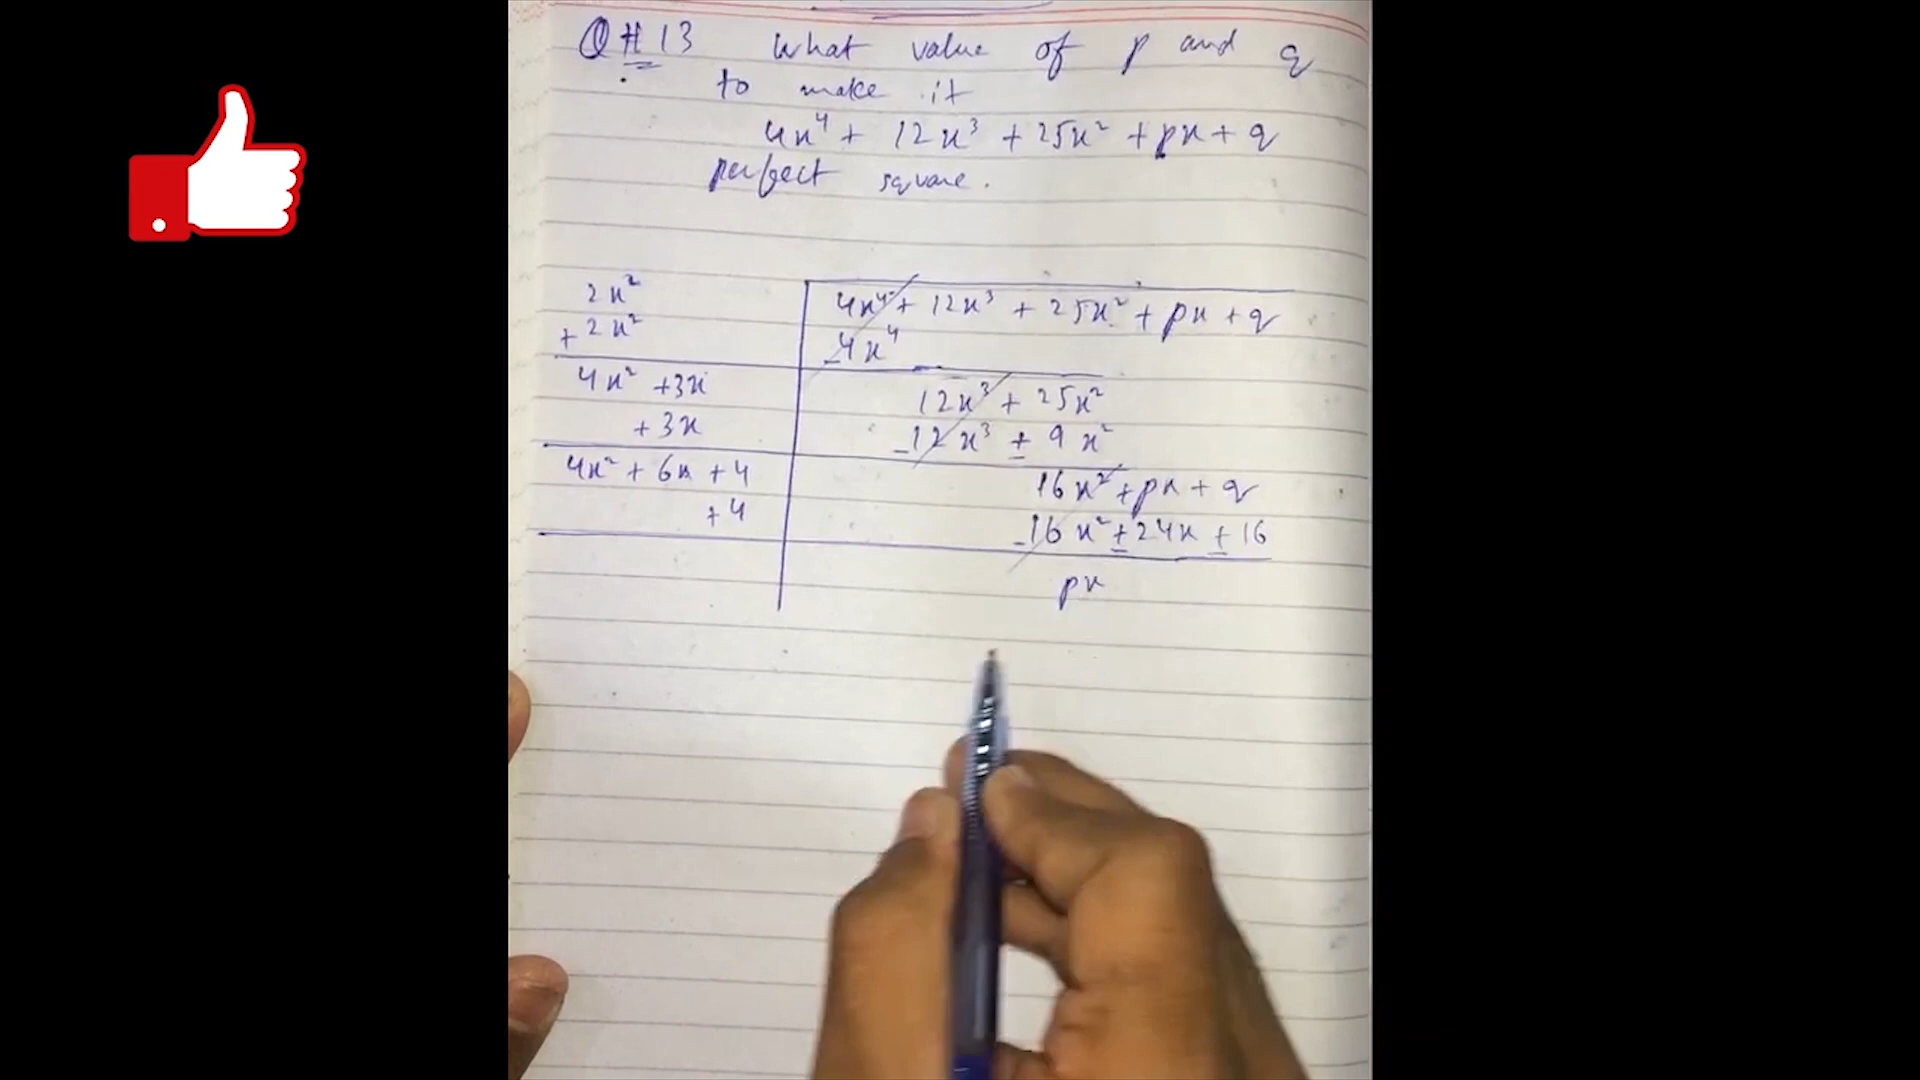 Q # 13 What value of p and q
to make it
4x⁴ + 12x³ + 25x² + px + q
perfect square.
2x²
+ 2x²
4x² + 3x
+ 3x
4x² + 6x + 4
+ 4
4x⁴ + 12x³ + 25x² + px + q
- 4x⁴
12x³ + 25x²
- 12x³ ± 9x²
16x² + px + q
- 16x² ± 24x ± 16
px